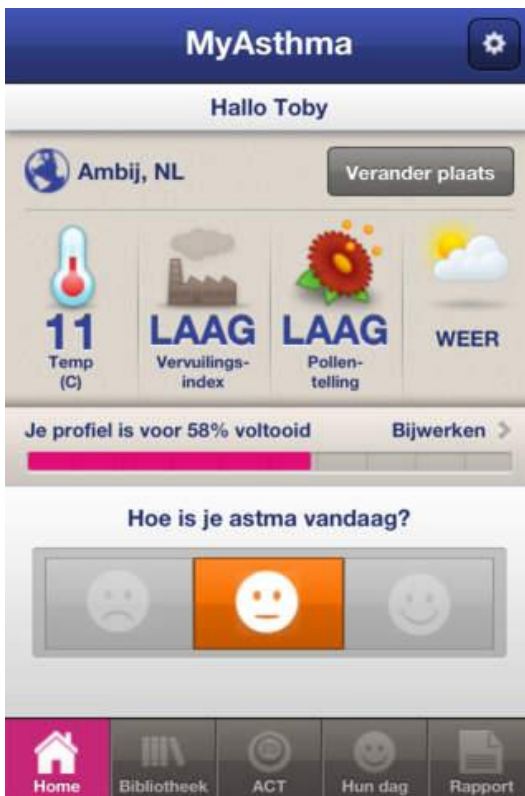 MyAsthma
Hallo Toby
Ambij, NL
Verander plaats
11
Temp
(C)
LAAG
Vervuilings-
index
LAAG
Pollen-
telling
WEER
Je profiel is voor 58% voltooid
Bijwerken
Hoe is je astma vandaag?
Home
Bibliotheek
ACT
Hun dag
Rapport